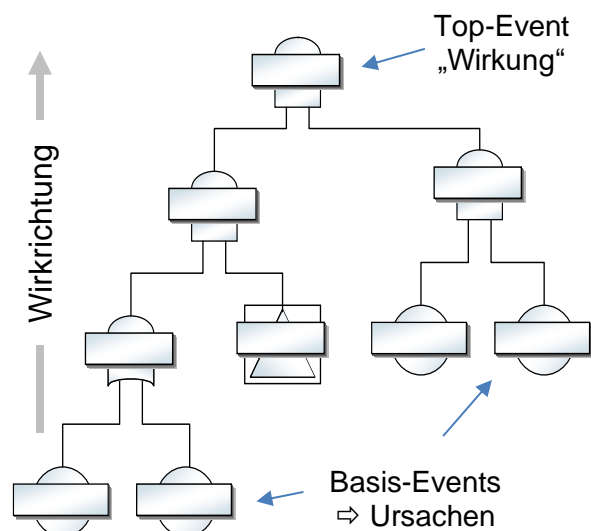 Top-Event
„Wirkung“
Wirkrichtung
Basis-Events
⇨ Ursachen